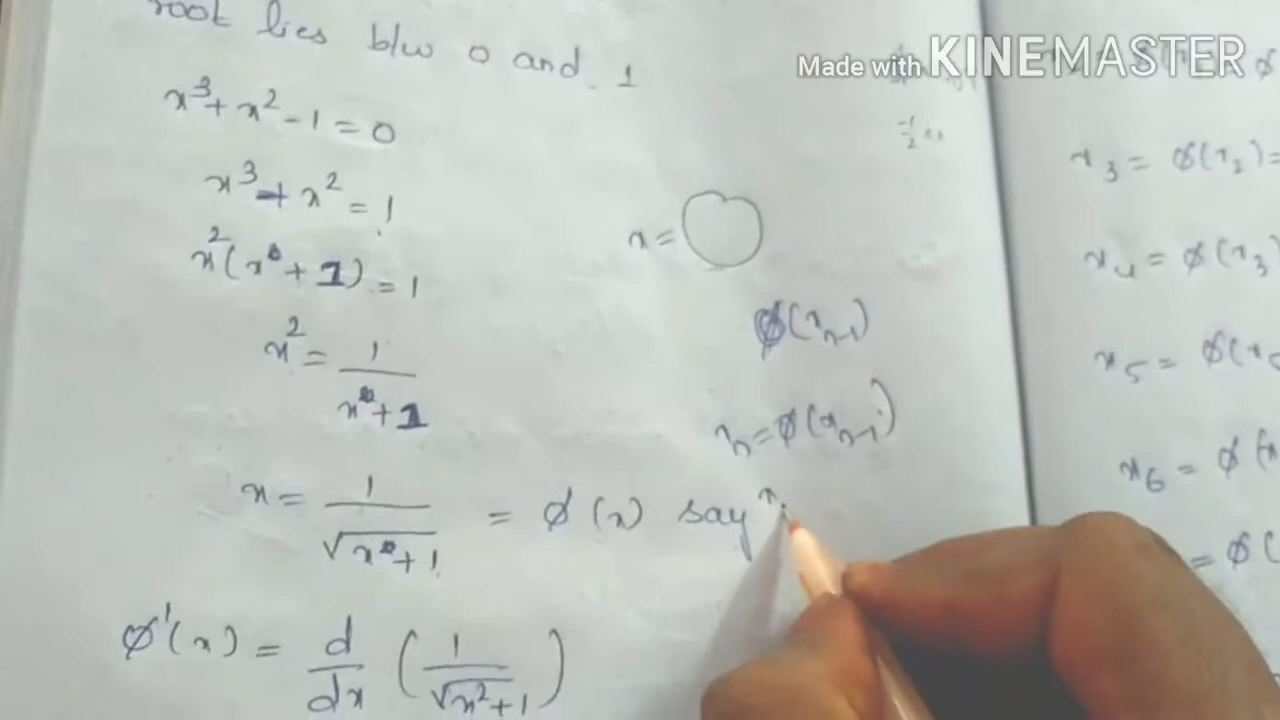 root lies b/w 0 and 1
Made with KINEMASTER
x³ + x² - 1 = 0
x³ + x² = 1
x² (x + 1) = 1
x² = 1 / x + 1
x = 1 / √x + 1 = ϕ(x) say
ϕ'(x) = d/dx (1 / √x² + 1)
x =
ϕ(xn-1)
xn = ϕ(xn-1)
x3 = ϕ(x2) =
x4 = ϕ(x3)
x5 = ϕ(x
x6 = ϕ(x
= ϕ(